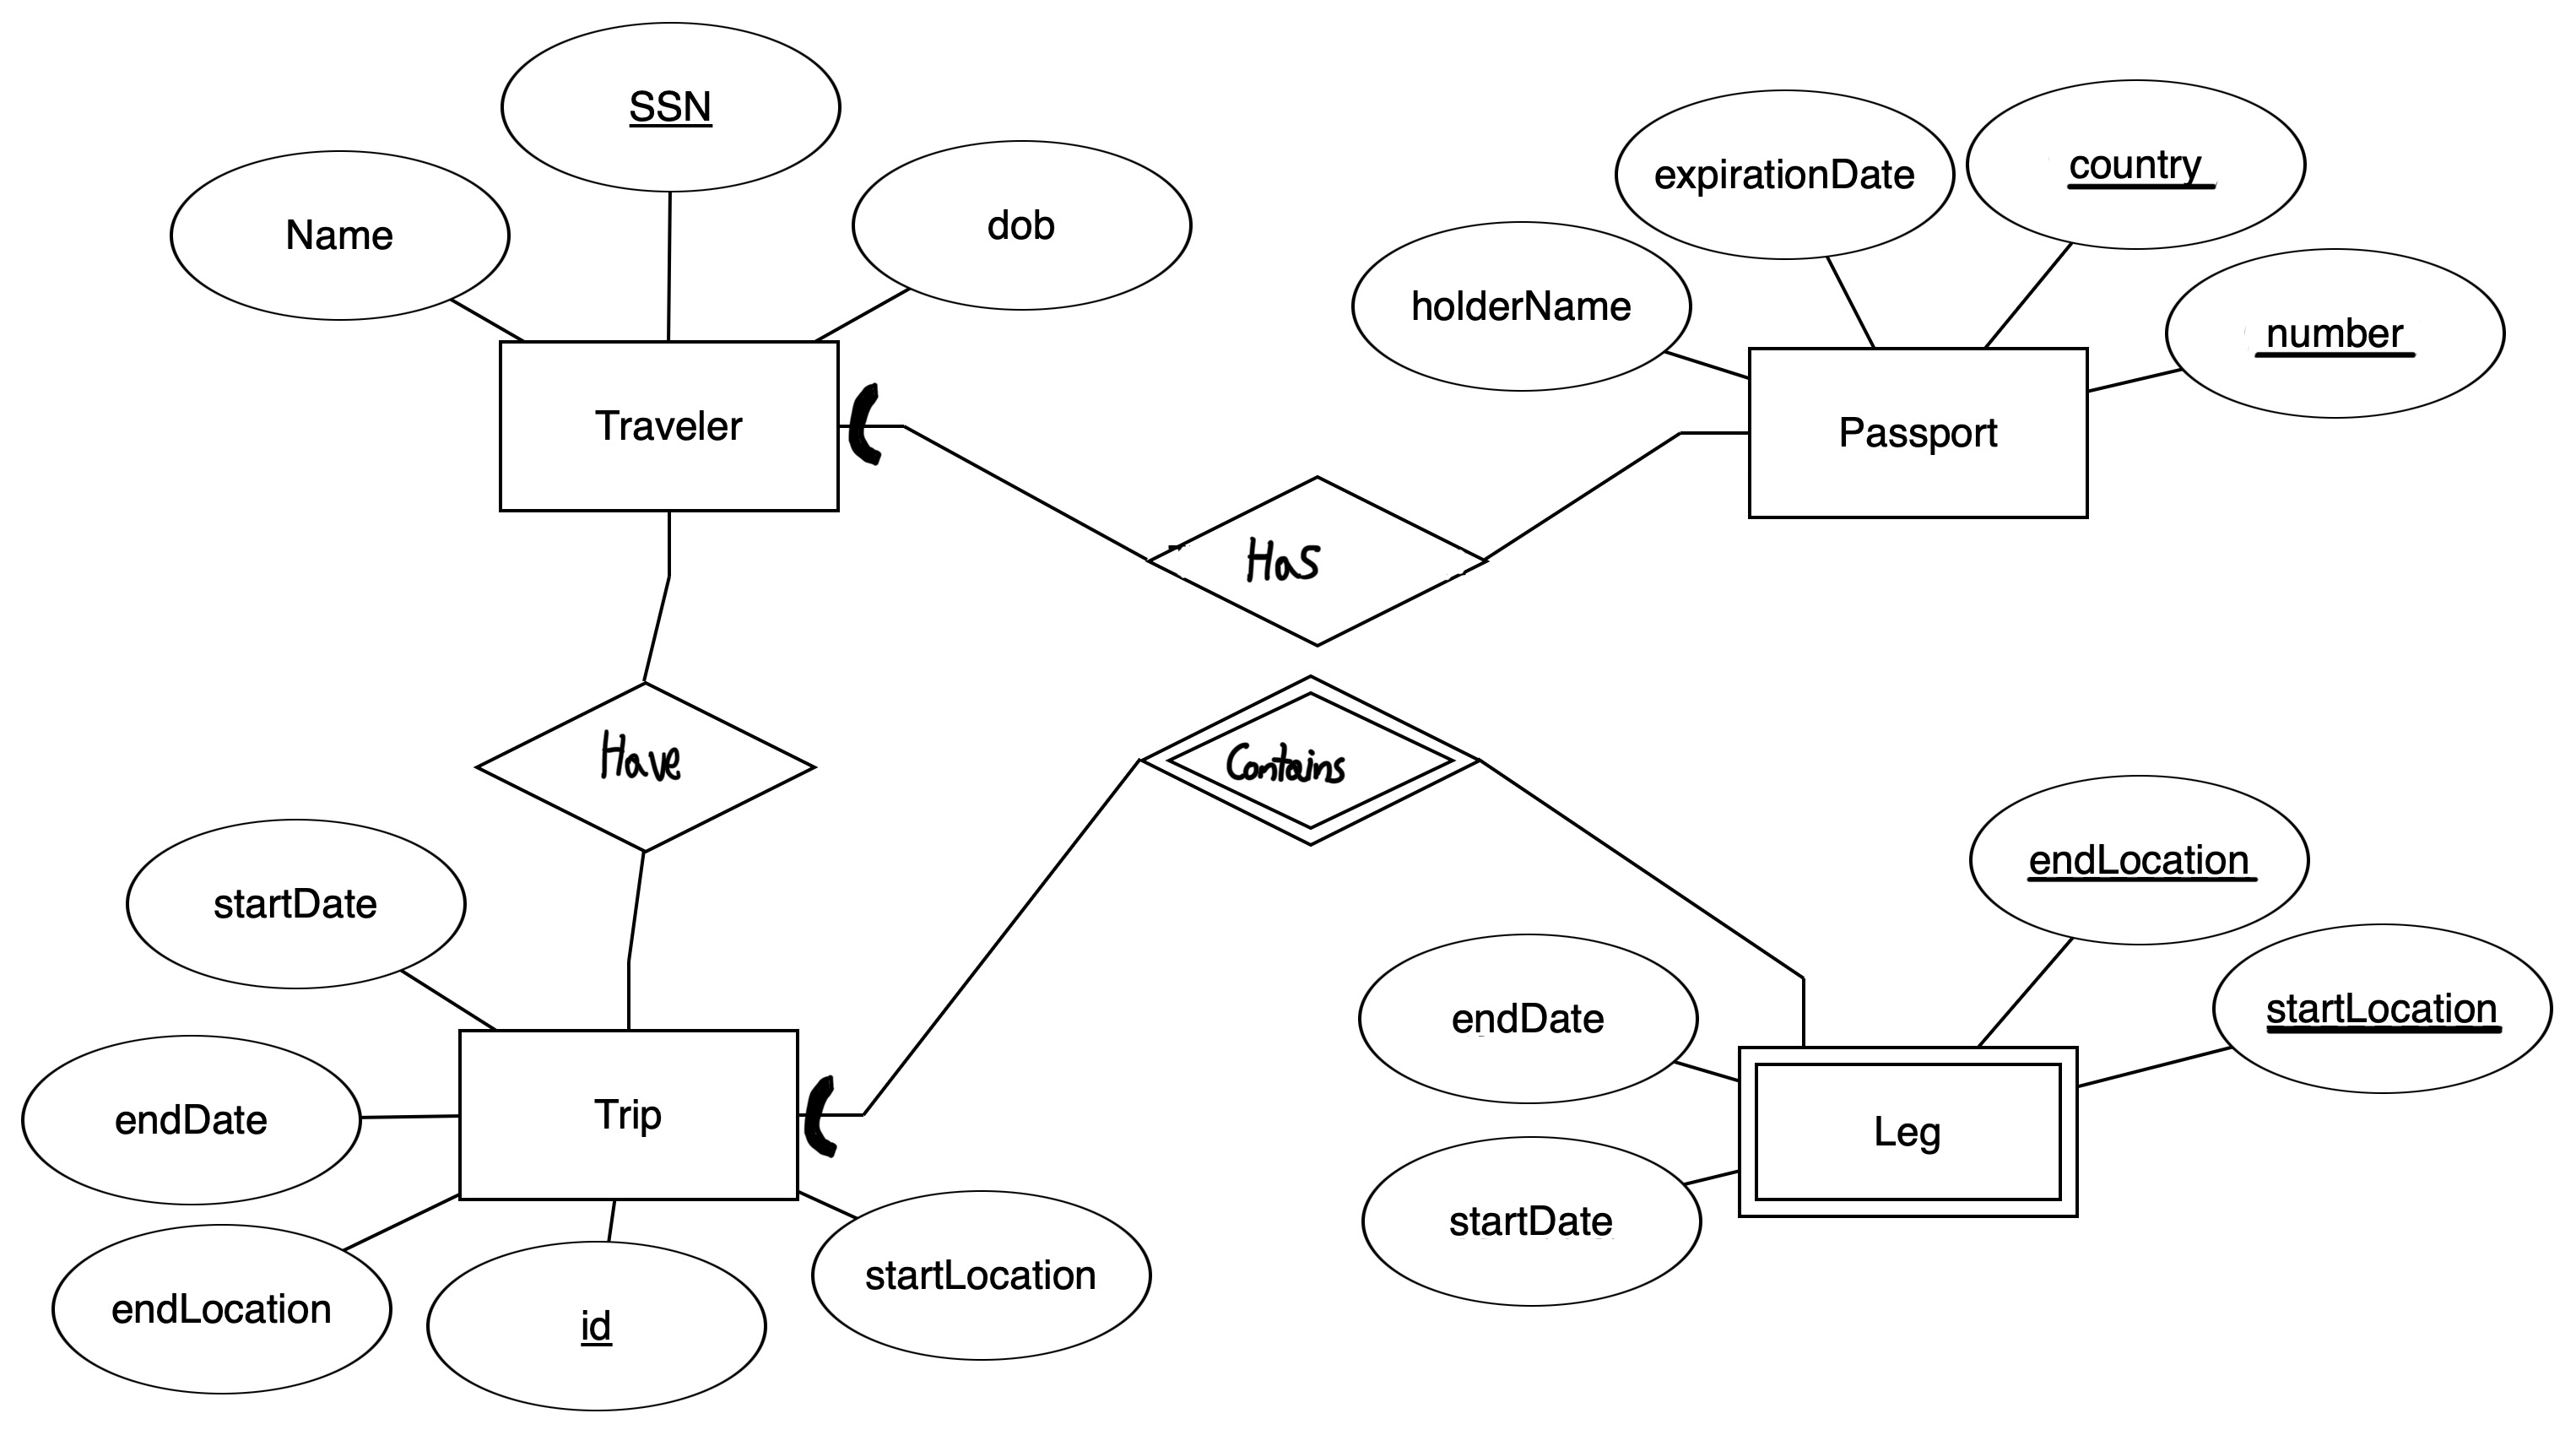 SSN
Name
dob
Traveler
expirationDate
country
holderName
number
Passport
Has
Have
Contains
startDate
endDate
endLocation
id
startLocation
Trip
endLocation
startLocation
endDate
startDate
Leg